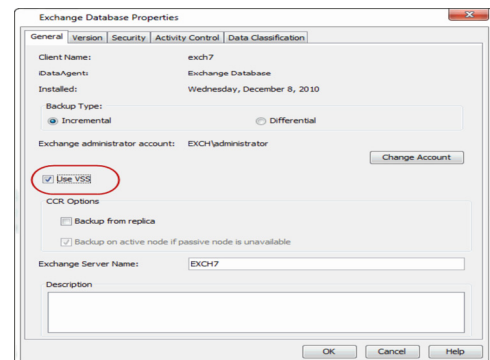 Exchange Database Properties
General Version Security Activity Control Data Classification
Client Name: exch7
iDataAgent: Exchange Database
Installed: Wednesday, December 8, 2010
Backup Type:
Incremental Differential
Exchange administrator account: EXCH\administrator
Change Account
Use VSS
CCR Options
Backup from replica
Backup on active node if passive node is unavailable
Exchange Server Name: EXCH7
Description
OK Cancel Help